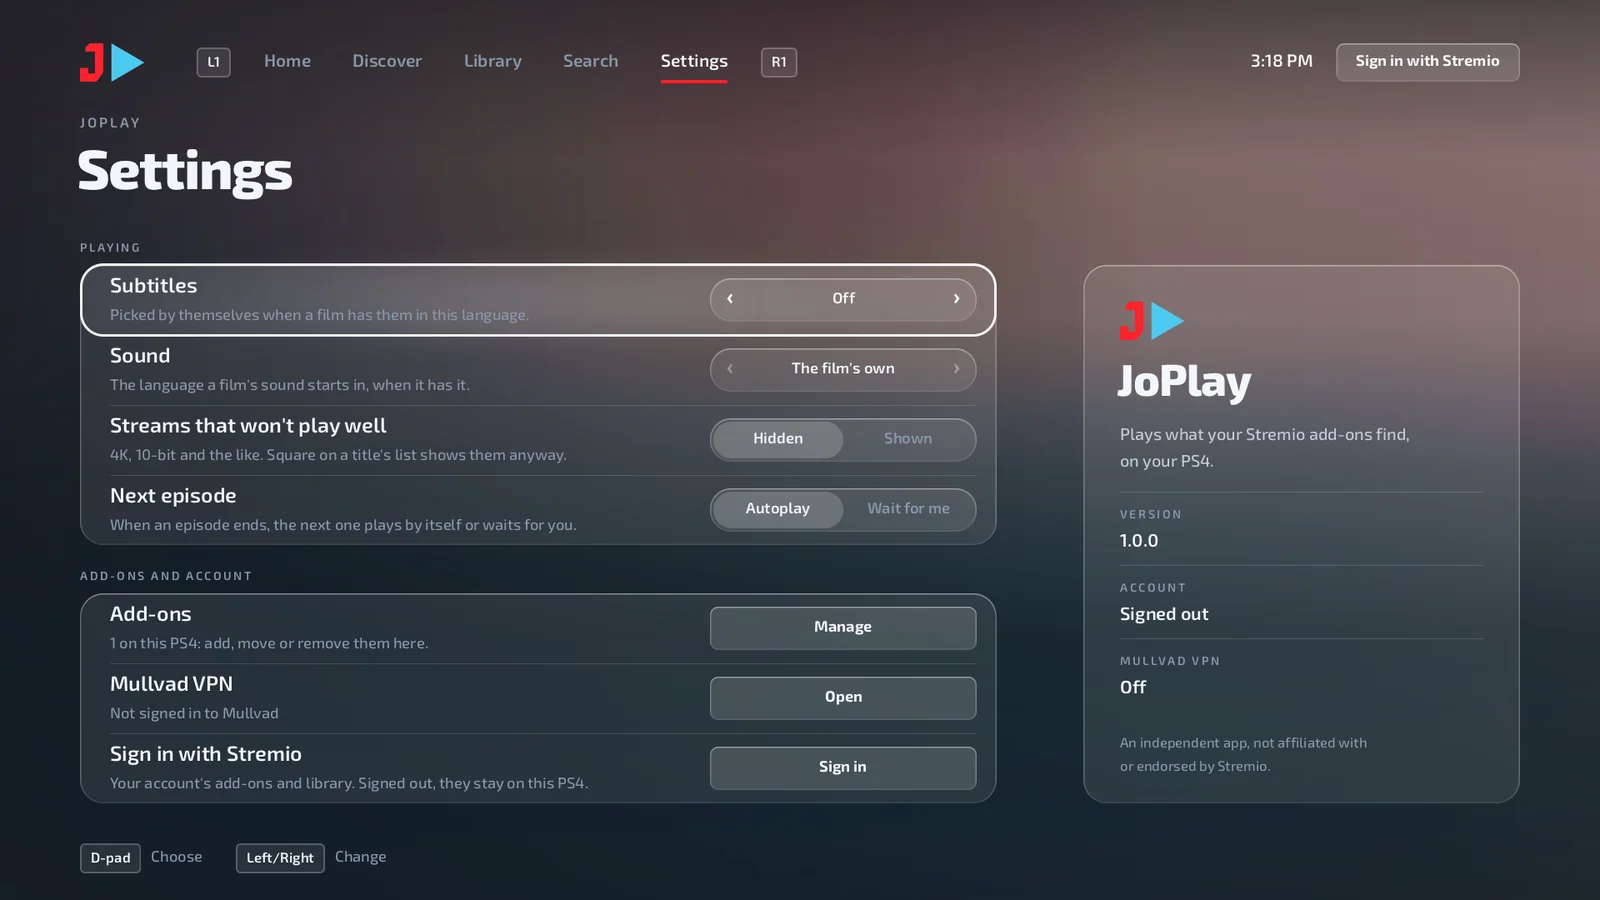 J
L1
Home
Discover
Library
Search
Settings
R1
3:18 PM
Sign in with Stremio
JOPLAY
Settings
PLAYING
Subtitles
Picked by themselves when a film has them in this language.
‹ Off ›
Sound
The language a film's sound starts in, when it has it.
‹ The film's own ›
Streams that won't play well
4K, 10-bit and the like. Square on a title's list shows them anyway.
Hidden
Shown
Next episode
When an episode ends, the next one plays by itself or waits for you.
Autoplay
Wait for me
ADD-ONS AND ACCOUNT
Add-ons
1 on this PS4: add, move or remove them here.
Manage
Mullvad VPN
Not signed in to Mullvad
Open
Sign in with Stremio
Your account's add-ons and library. Signed out, they stay on this PS4.
Sign in
J
JoPlay
Plays what your Stremio add-ons find,
on your PS4.
VERSION
1.0.0
ACCOUNT
Signed out
MULLVAD VPN
Off
An independent app, not affiliated with
or endorsed by Stremio.
D-pad
Choose
Left/Right
Change